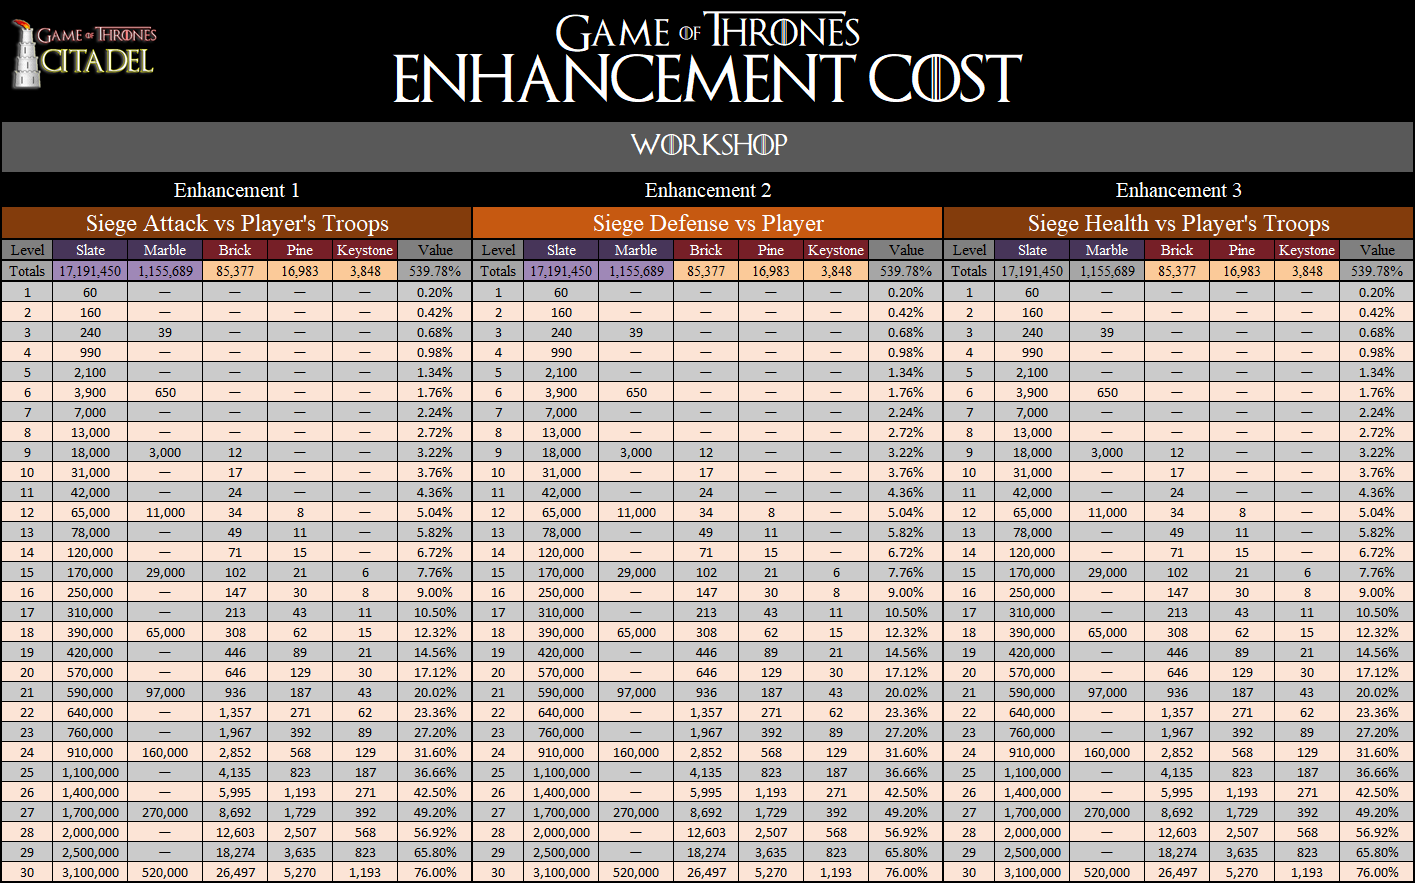 GAME OF THRONES
CITADEL
GAME OF THRONES
ENHANCEMENT COST
WORKSHOP
Enhancement 1 Enhancement 2 Enhancement 3
Siege Attack vs Player's Troops Siege Defense vs Player Siege Health vs Player's Troops
Level Slate Marble Brick Pine Keystone Value Level Slate Marble Brick Pine Keystone Value Level Slate Marble Brick Pine Keystone Value
Totals 17,191,450 1,155,689 85,377 16,983 3,848 539.78% Totals 17,191,450 1,155,689 85,377 16,983 3,848 539.78% Totals 17,191,450 1,155,689 85,377 16,983 3,848 539.78%
1 60 — — — — 0.20% 1 60 — — — — 0.20% 1 60 — — — — 0.20%
2 160 — — — — 0.42% 2 160 — — — — 0.42% 2 160 — — — — 0.42%
3 240 39 — — — 0.68% 3 240 39 — — — 0.68% 3 240 39 — — — 0.68%
4 990 — — — — 0.98% 4 990 — — — — 0.98% 4 990 — — — — 0.98%
5 2,100 — — — — 1.34% 5 2,100 — — — — 1.34% 5 2,100 — — — — 1.34%
6 3,900 650 — — — 1.76% 6 3,900 650 — — — 1.76% 6 3,900 650 — — — 1.76%
7 7,000 — — — — 2.24% 7 7,000 — — — — 2.24% 7 7,000 — — — — 2.24%
8 13,000 — — — — 2.72% 8 13,000 — — — — 2.72% 8 13,000 — — — — 2.72%
9 18,000 3,000 12 — — 3.22% 9 18,000 3,000 12 — — 3.22% 9 18,000 3,000 12 — — 3.22%
10 31,000 — 17 — — 3.76% 10 31,000 — 17 — — 3.76% 10 31,000 — 17 — — 3.76%
11 42,000 — 24 — — 4.36% 11 42,000 — 24 — — 4.36% 11 42,000 — 24 — — 4.36%
12 65,000 11,000 34 8 — 5.04% 12 65,000 11,000 34 8 — 5.04% 12 65,000 11,000 34 8 — 5.04%
13 78,000 — 49 11 — 5.82% 13 78,000 — 49 11 — 5.82% 13 78,000 — 49 11 — 5.82%
14 120,000 — 71 15 — 6.72% 14 120,000 — 71 15 — 6.72% 14 120,000 — 71 15 — 6.72%
15 170,000 29,000 102 21 6 7.76% 15 170,000 29,000 102 21 6 7.76% 15 170,000 29,000 102 21 6 7.76%
16 250,000 — 147 30 8 9.00% 16 250,000 — 147 30 8 9.00% 16 250,000 — 147 30 8 9.00%
17 310,000 — 213 43 11 10.50% 17 310,000 — 213 43 11 10.50% 17 310,000 — 213 43 11 10.50%
18 390,000 65,000 308 62 15 12.32% 18 390,000 65,000 308 62 15 12.32% 18 390,000 65,000 308 62 15 12.32%
19 420,000 — 446 89 21 14.56% 19 420,000 — 446 89 21 14.56% 19 420,000 — 446 89 21 14.56%
20 570,000 — 646 129 30 17.12% 20 570,000 — 646 129 30 17.12% 20 570,000 — 646 129 30 17.12%
21 590,000 97,000 936 187 43 20.02% 21 590,000 97,000 936 187 43 20.02% 21 590,000 97,000 936 187 43 20.02%
22 640,000 — 1,357 271 62 23.36% 22 640,000 — 1,357 271 62 23.36% 22 640,000 — 1,357 271 62 23.36%
23 760,000 — 1,967 392 89 27.20% 23 760,000 — 1,967 392 89 27.20% 23 760,000 — 1,967 392 89 27.20%
24 910,000 160,000 2,852 568 129 31.60% 24 910,000 160,000 2,852 568 129 31.60% 24 910,000 160,000 2,852 568 129 31.60%
25 1,100,000 — 4,135 823 187 36.66% 25 1,100,000 — 4,135 823 187 36.66% 25 1,100,000 — 4,135 823 187 36.66%
26 1,400,000 — 5,995 1,193 271 42.50% 26 1,400,000 — 5,995 1,193 271 42.50% 26 1,400,000 — 5,995 1,193 271 42.50%
27 1,700,000 270,000 8,692 1,729 392 49.20% 27 1,700,000 270,000 8,692 1,729 392 49.20% 27 1,700,000 270,000 8,692 1,729 392 49.20%
28 2,000,000 — 12,603 2,507 568 56.92% 28 2,000,000 — 12,603 2,507 568 56.92% 28 2,000,000 — 12,603 2,507 568 56.92%
29 2,500,000 — 18,274 3,635 823 65.80% 29 2,500,000 — 18,274 3,635 823 65.80% 29 2,500,000 — 18,274 3,635 823 65.80%
30 3,100,000 520,000 26,497 5,270 1,193 76.00% 30 3,100,000 520,000 26,497 5,270 1,193 76.00% 30 3,100,000 520,000 26,497 5,270 1,193 76.00%